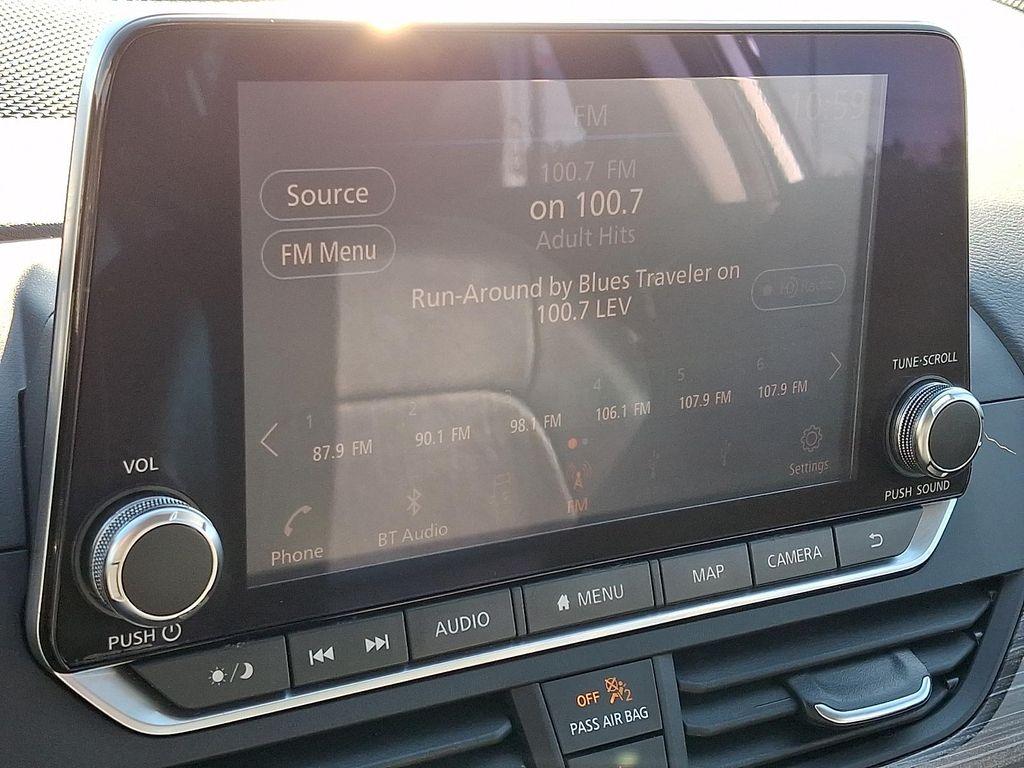 FM
10:59
100.7 FM
Source
on 100.7
Adult Hits
FM Menu
Run-Around by Blues Traveler on
100.7 LEV
HD Radio
TUNE·SCROLL
1 2 3 4 5 6
87.9 FM 90.1 FM 98.1 FM 106.1 FM 107.9 FM 107.9 FM
VOL
Settings
PUSH SOUND
FM
BT Audio
Phone
PUSH
AUDIO
MENU
MAP
CAMERA
OFF 2
PASS AIR BAG